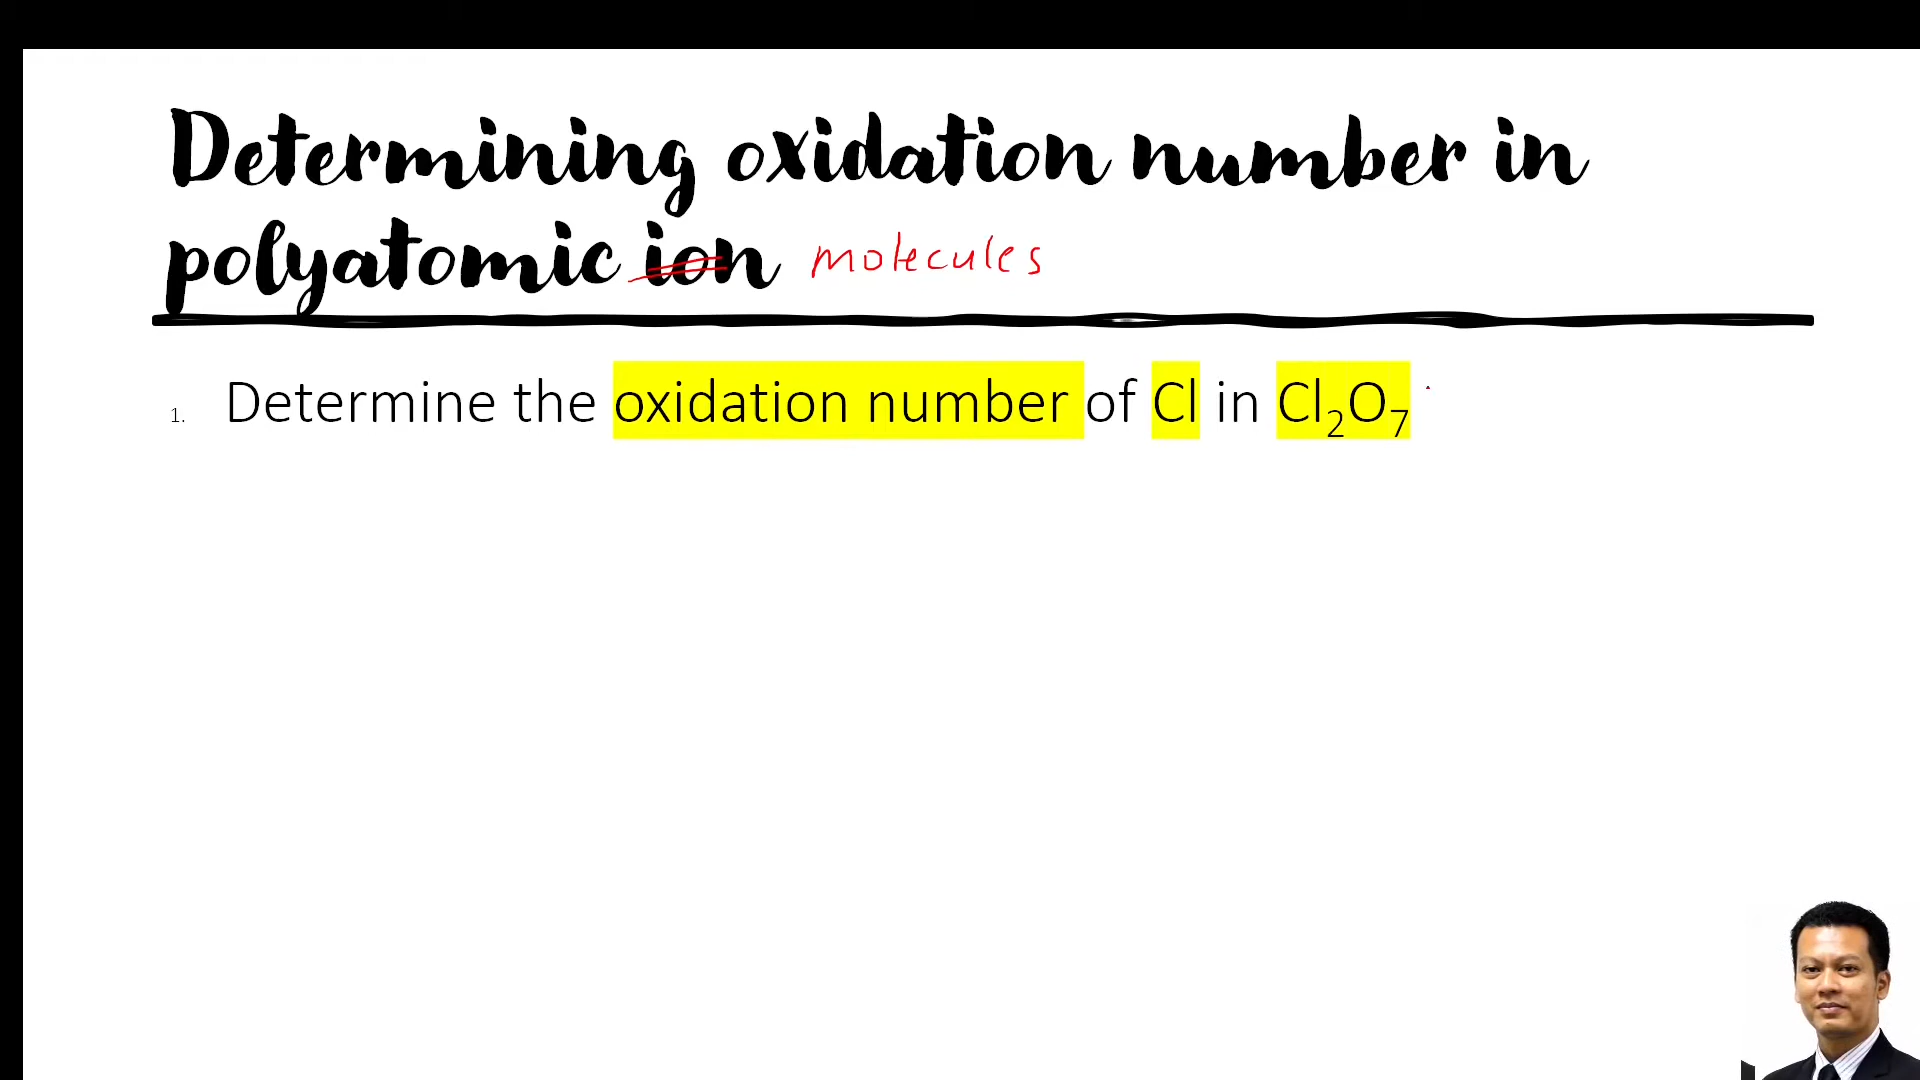 Determining oxidation number in
polyatomic ion molecules
1. Determine the oxidation number of Cl in Cl₂O₇